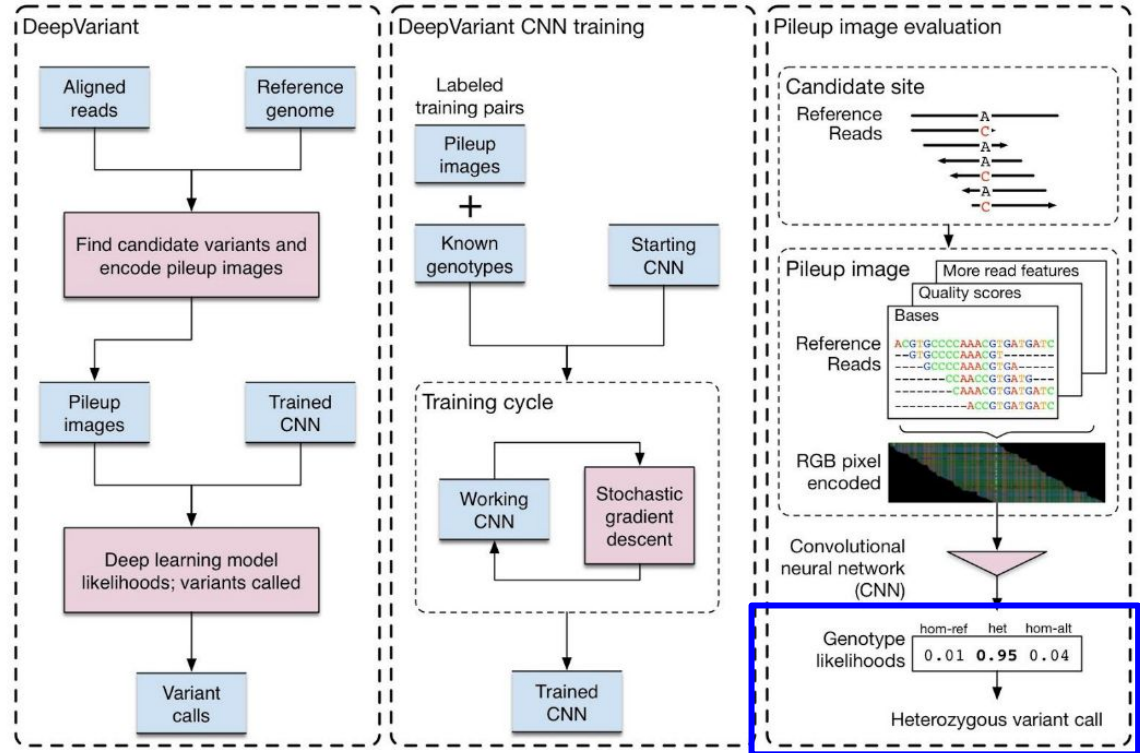 DeepVariant
Aligned
reads
Reference
genome
Find candidate variants and
encode pileup images
Pileup
images
Trained
CNN
Deep learning model
likelihoods; variants called
Variant
calls
DeepVariant CNN training
Labeled
training pairs
Pileup
images
+
Known
genotypes
Starting
CNN
Training cycle
Working
CNN
Stochastic
gradient
descent
Trained
CNN
Pileup image evaluation
Candidate site
Reference
Reads
A
C
A
A
C
A
C
Pileup image
More read features
Quality scores
Bases
Reference
Reads
ACGTGCCCCAAACGTGATGATC
--GTGCCCCAAACGT-------
----GCCCCAAACGTGA-----
-------CCAACCGTGATG---
--------CAAACGTGATGATC
----------ACCGTGATGATC
RGB pixel
encoded
Convolutional
neural network
(CNN)
hom-ref het hom-alt
Genotype
likelihoods
0.01 0.95 0.04
Heterozygous variant call